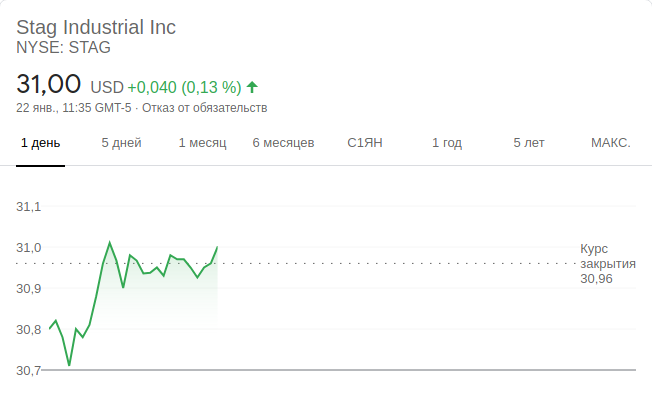 Stag Industrial Inc
NYSE: STAG
31,00 USD +0,040 (0,13 %)
22 янв., 11:35 GMT-5 · Отказ от обязательств
1 день 5 дней 1 месяц 6 месяцев С1ЯН 1 год 5 лет МАКС.
31,1
31,0
30,9
30,8
30,7
Курс
закрытия
30,96